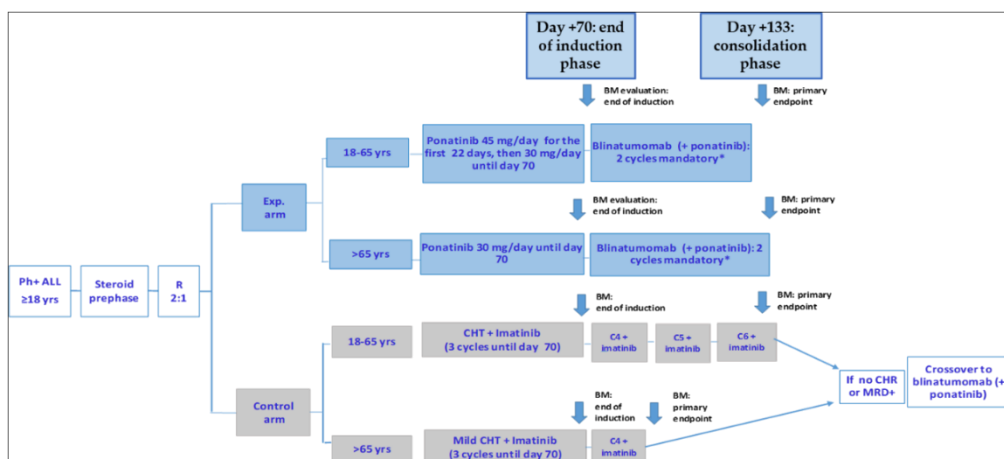 Day +70: end
of induction
phase
Day +133:
consolidation
phase
BM evaluation:
end of induction
BM: primary
endpoint
18-65 yrs
Ponatinib 45 mg/day for the
first 22 days, then 30 mg/day
until day 70
Blinatumomab (+ ponatinib):
2 cycles mandatory*
Exp.
arm
BM evaluation:
end of induction
BM: primary
endpoint
>65 yrs
Ponatinib 30 mg/day until day
70
Blinatumomab (+ ponatinib): 2
cycles mandatory*
Ph+ ALL
≥18 yrs
Steroid
prephase
R
2:1
BM:
end of induction
BM: primary
endpoint
18-65 yrs
CHT + Imatinib
(3 cycles until day 70)
C4 +
imatinib
C5 +
imatinib
C6 +
imatinib
Control
arm
If no CHR
or MRD+
Crossover to
blinatumomab (+
ponatinib)
BM:
end of
induction
BM:
primary
endpoint
>65 yrs
Mild CHT + Imatinib
(3 cycles until day 70)
C4 +
imatinib